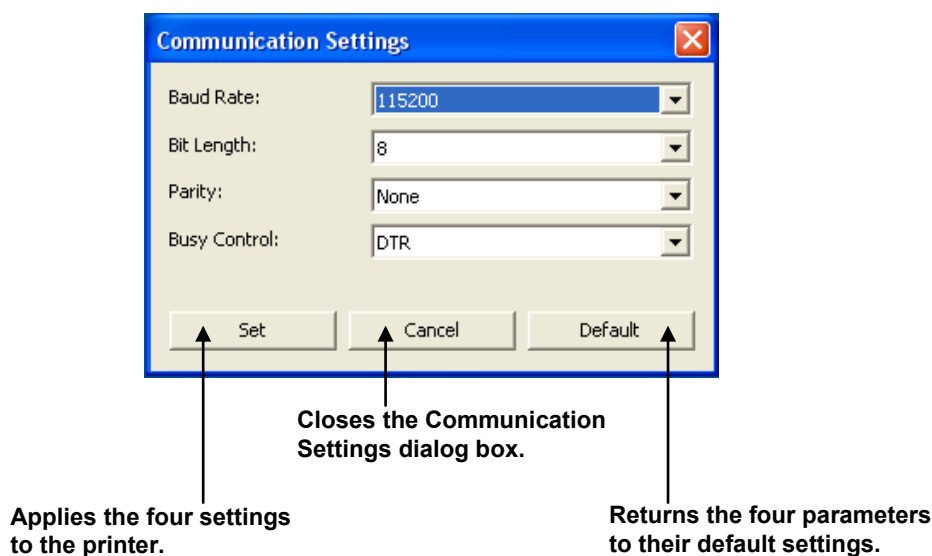 Communication Settings
Baud Rate: 115200
Bit Length: 8
Parity: None
Busy Control: DTR
Set Cancel Default
Closes the Communication
Settings dialog box.
Applies the four settings
to the printer.
Returns the four parameters
to their default settings.